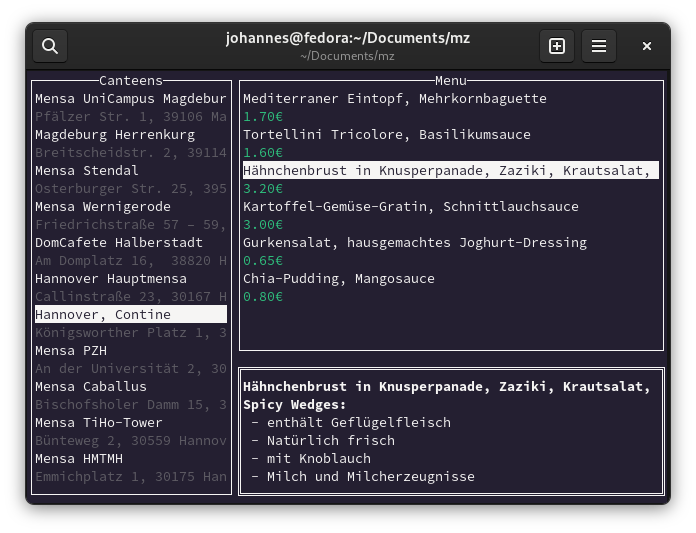 johannes@fedora:~/Documents/mz
~/Documents/mz
Canteens
Mensa UniCampus Magdebur
Pfälzer Str. 1, 39106 Ma
Magdeburg Herrenkurg
Breitscheidstr. 2, 39114
Mensa Stendal
Osterburger Str. 25, 395
Mensa Wernigerode
Friedrichstraße 57 – 59,
DomCafete Halberstadt
Am Domplatz 16,  38820 H
Hannover Hauptmensa
Callinstraße 23, 30167 H
Hannover, Contine
Königsworther Platz 1, 3
Mensa PZH
An der Universität 2, 30
Mensa Caballus
Bischofsholer Damm 15, 3
Mensa TiHo-Tower
Bünteweg 2, 30559 Hannov
Mensa HMTMH
Emmichplatz 1, 30175 Han
Menu
Mediterraner Eintopf, Mehrkornbaguette
1.70€
Tortellini Tricolore, Basilikumsauce
1.60€
Hähnchenbrust in Knusperpanade, Zaziki, Krautsalat,
3.20€
Kartoffel-Gemüse-Gratin, Schnittlauchsauce
3.00€
Gurkensalat, hausgemachtes Joghurt-Dressing
0.65€
Chia-Pudding, Mangosauce
0.80€
Hähnchenbrust in Knusperpanade, Zaziki, Krautsalat,
Spicy Wedges:
- enthält Geflügelfleisch
- Natürlich frisch
- mit Knoblauch
- Milch und Milcherzeugnisse